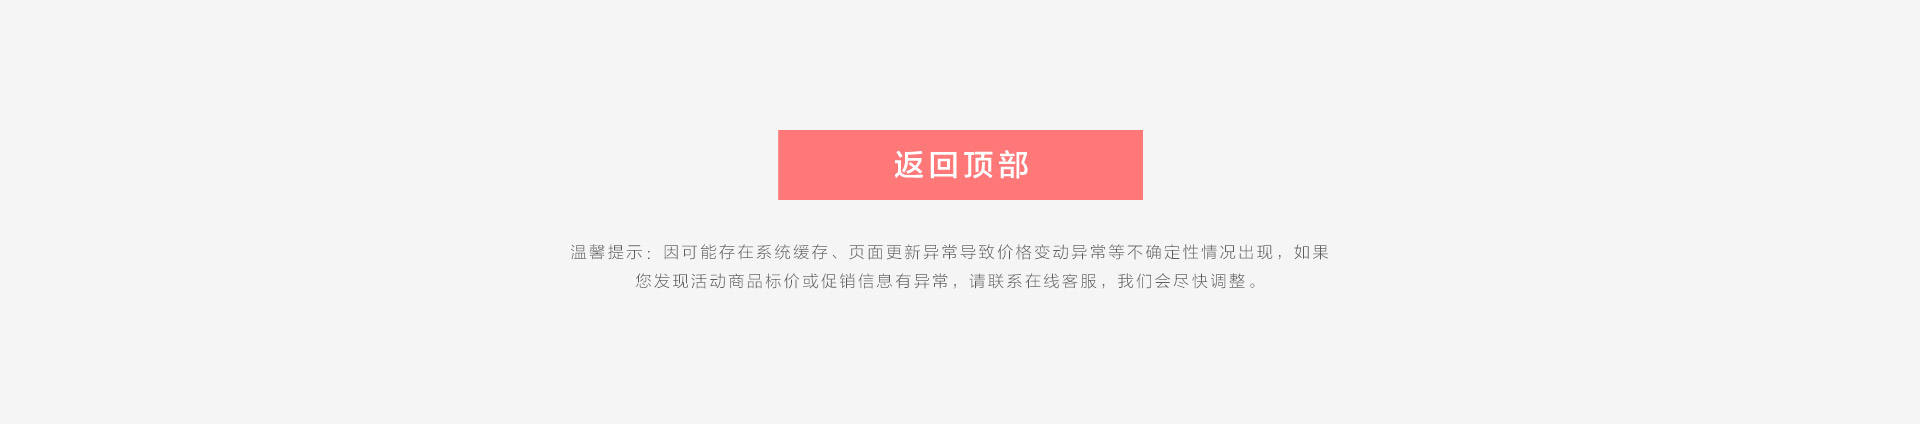 返回顶部
温馨提示：因可能存在系统缓存、页面更新异常导致价格变动异常等不确定性情况出现，如果
您发现活动商品标价或促销信息有异常，请联系在线客服，我们会尽快调整。